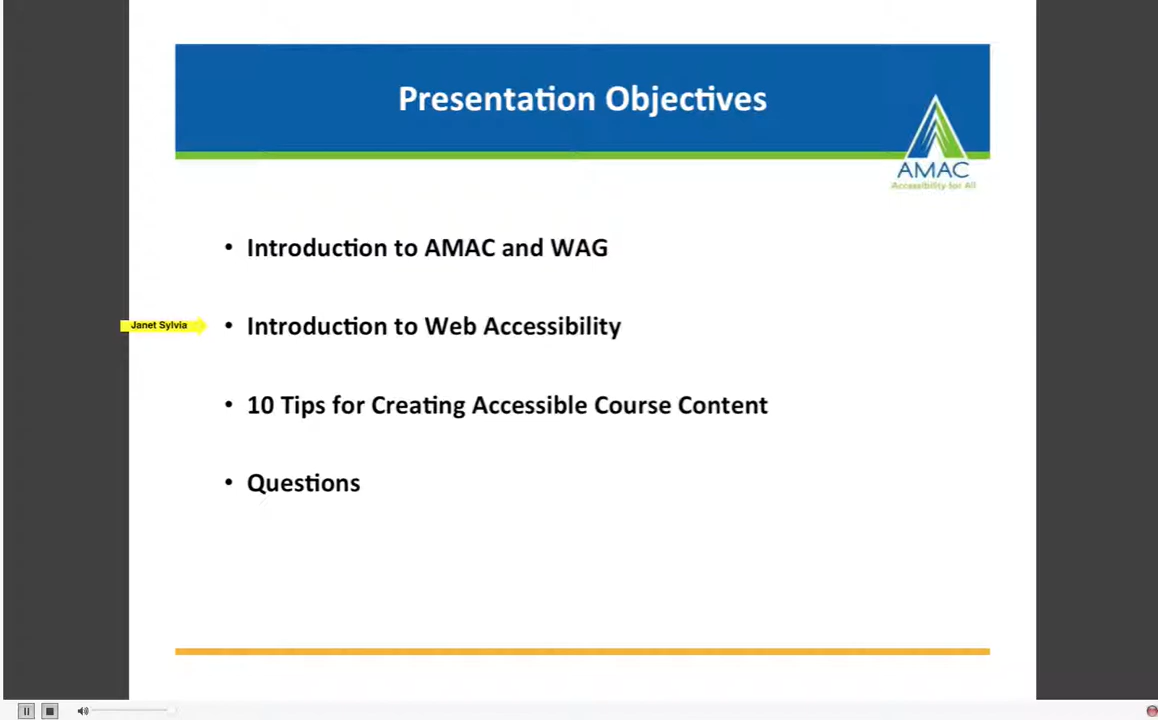 Presentation Objectives
AMAC
Accessibility for All
• Introduction to AMAC and WAG
Janet Sylvia
• Introduction to Web Accessibility
• 10 Tips for Creating Accessible Course Content
• Questions